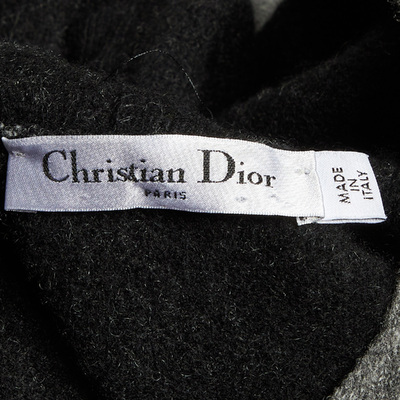 Christian Dior
PARIS
MADE
IN
ITALY